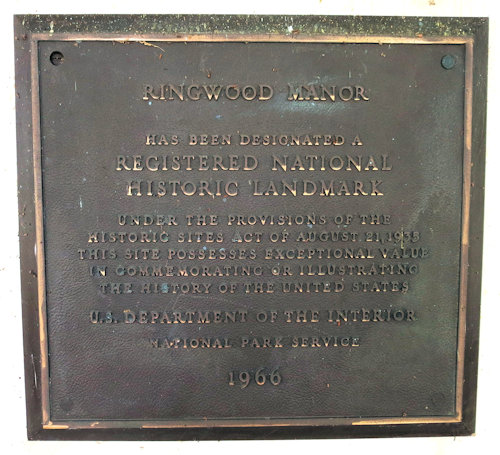 RINGWOOD MANOR
HAS BEEN DESIGNATED A
REGISTERED NATIONAL
HISTORIC LANDMARK
UNDER THE PROVISIONS OF THE
HISTORIC SITES ACT OF AUGUST 21, 1935
THIS SITE POSSESSES EXCEPTIONAL VALUE
IN COMMEMORATING OR ILLUSTRATING
THE HISTORY OF THE UNITED STATES
U.S. DEPARTMENT OF THE INTERIOR
NATIONAL PARK SERVICE
1966